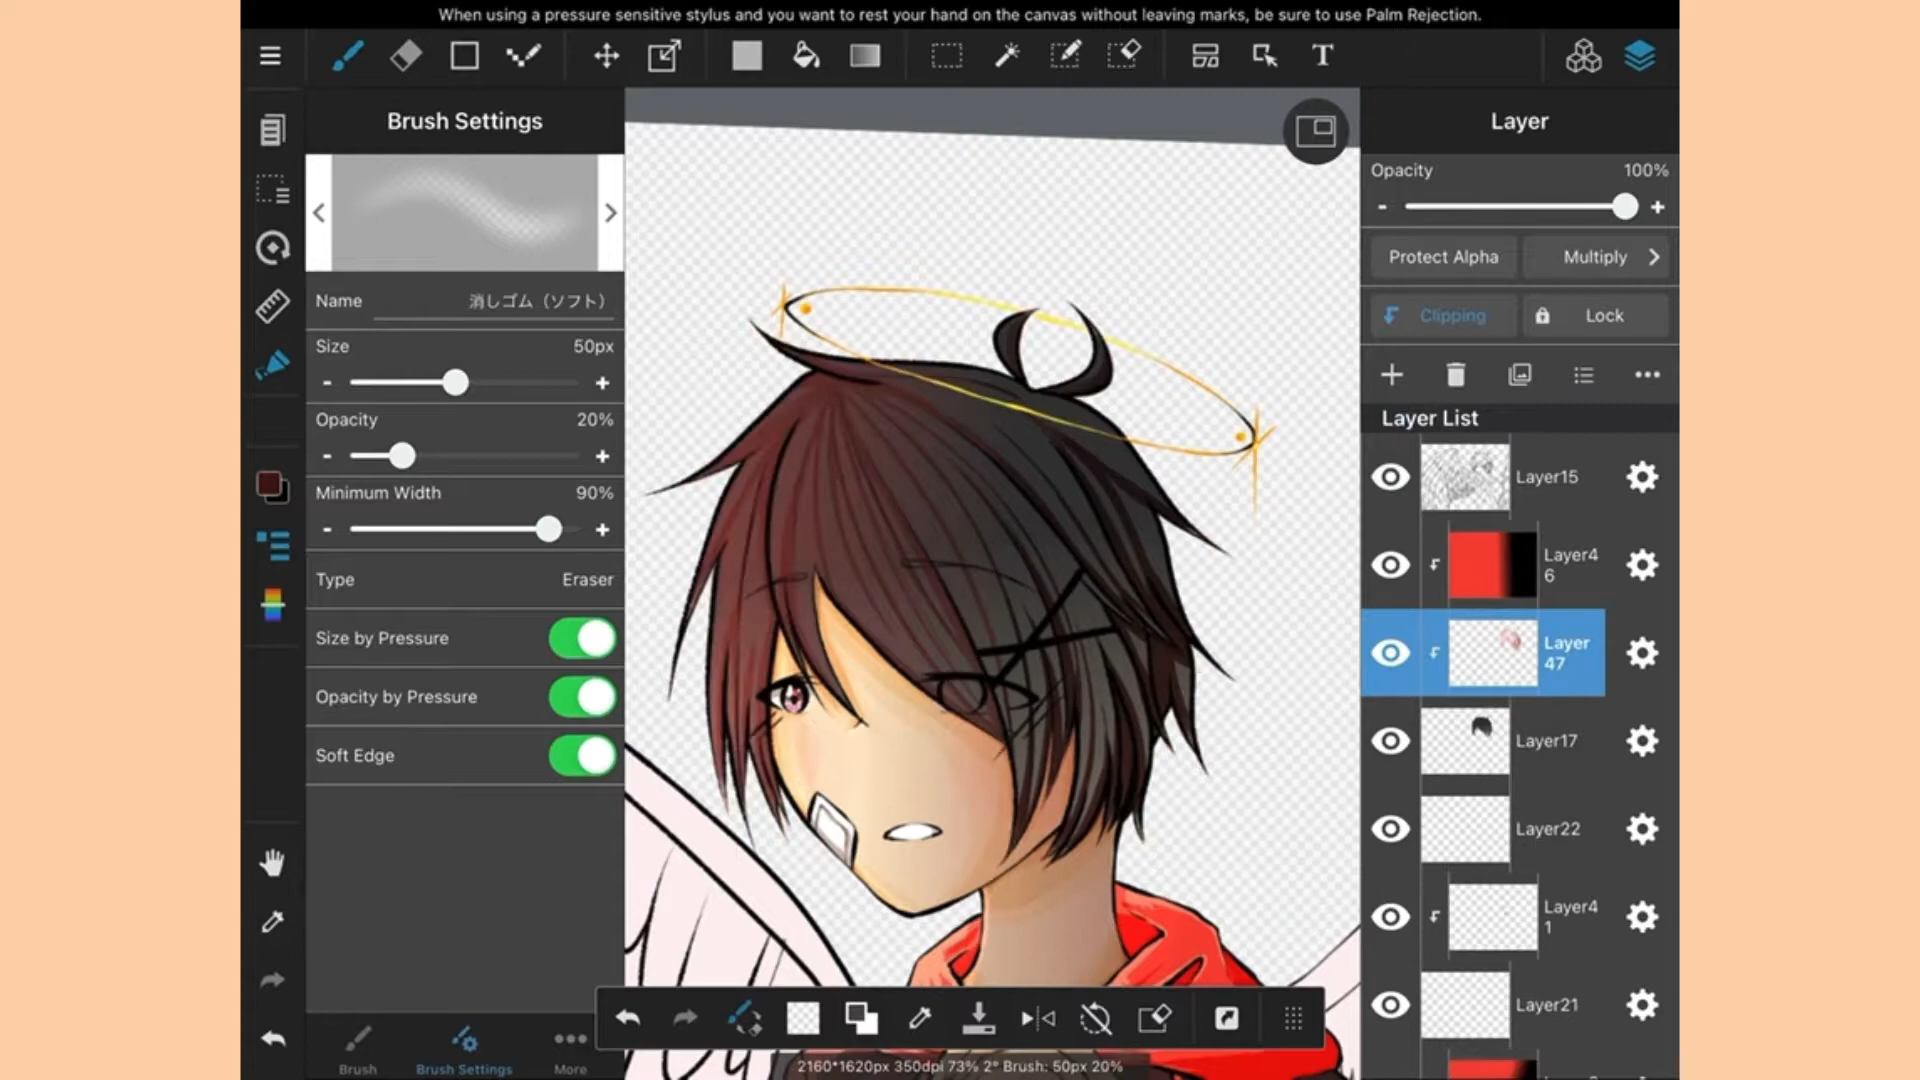 When using a pressure sensitive stylus and you want to rest your hand on the canvas without leaving marks, be sure to use Palm Rejection.
T
Brush Settings
Name 消しゴム（ソフト）
Size 50px
- +
Opacity 20%
- +
Minimum Width 90%
- +
Type Eraser
Size by Pressure
Opacity by Pressure
Soft Edge
Brush
Brush Settings
More
2160*1620px 350dpi 73% 2° Brush: 50px 20%
Layer
Opacity 100%
- +
Protect Alpha
Multiply
Clipping
Lock
Layer List
Layer15
Layer4
6
Layer
47
Layer17
Layer22
Layer4
1
Layer21